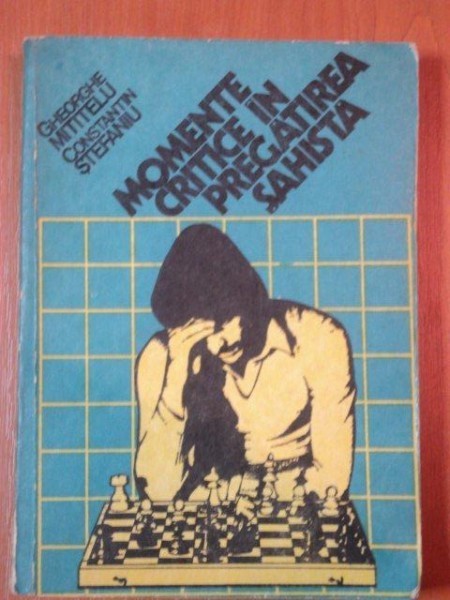 GHEORGHE
MITITELU
CONSTANTIN
ȘTEFANIU
MOMENTE
CRITICE ÎN
PREGĂTIREA
ȘAHISTĂ